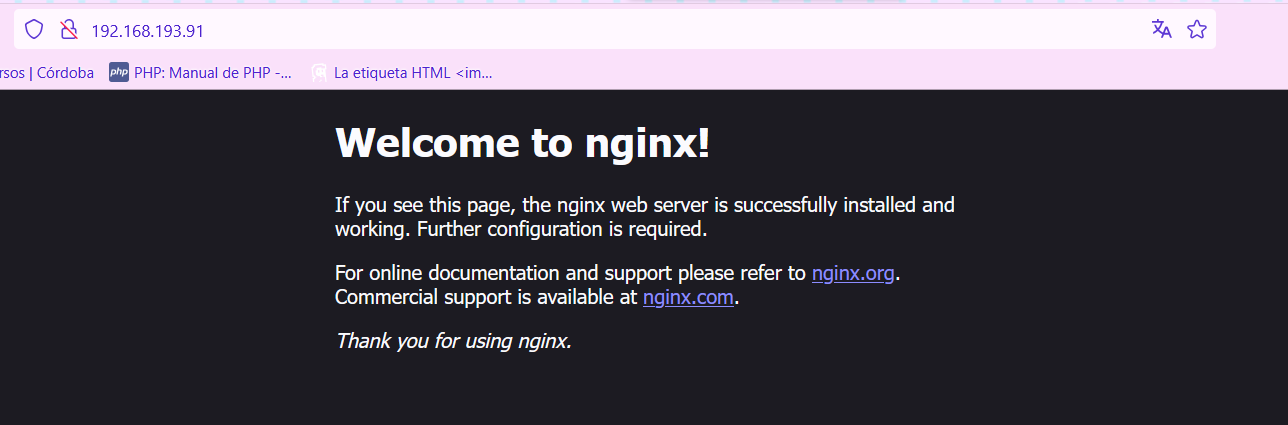 192.168.193.91
rsos | Córdoba php PHP: Manual de PHP -... La etiqueta HTML <im...
Welcome to nginx!
If you see this page, the nginx web server is successfully installed and
working. Further configuration is required.
For online documentation and support please refer to nginx.org.
Commercial support is available at nginx.com.
Thank you for using nginx.